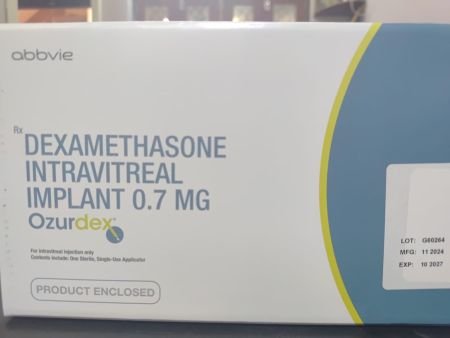 abbvie
Rx
DEXAMETHASONE
INTRAVITREAL
IMPLANT 0.7 MG
Ozurdex
For intravitreal injection only
Contents include: One Sterile, Single-Use Applicator
PRODUCT ENCLOSED
LOT: G60264
MFG: 11 2024
EXP: 10 2027